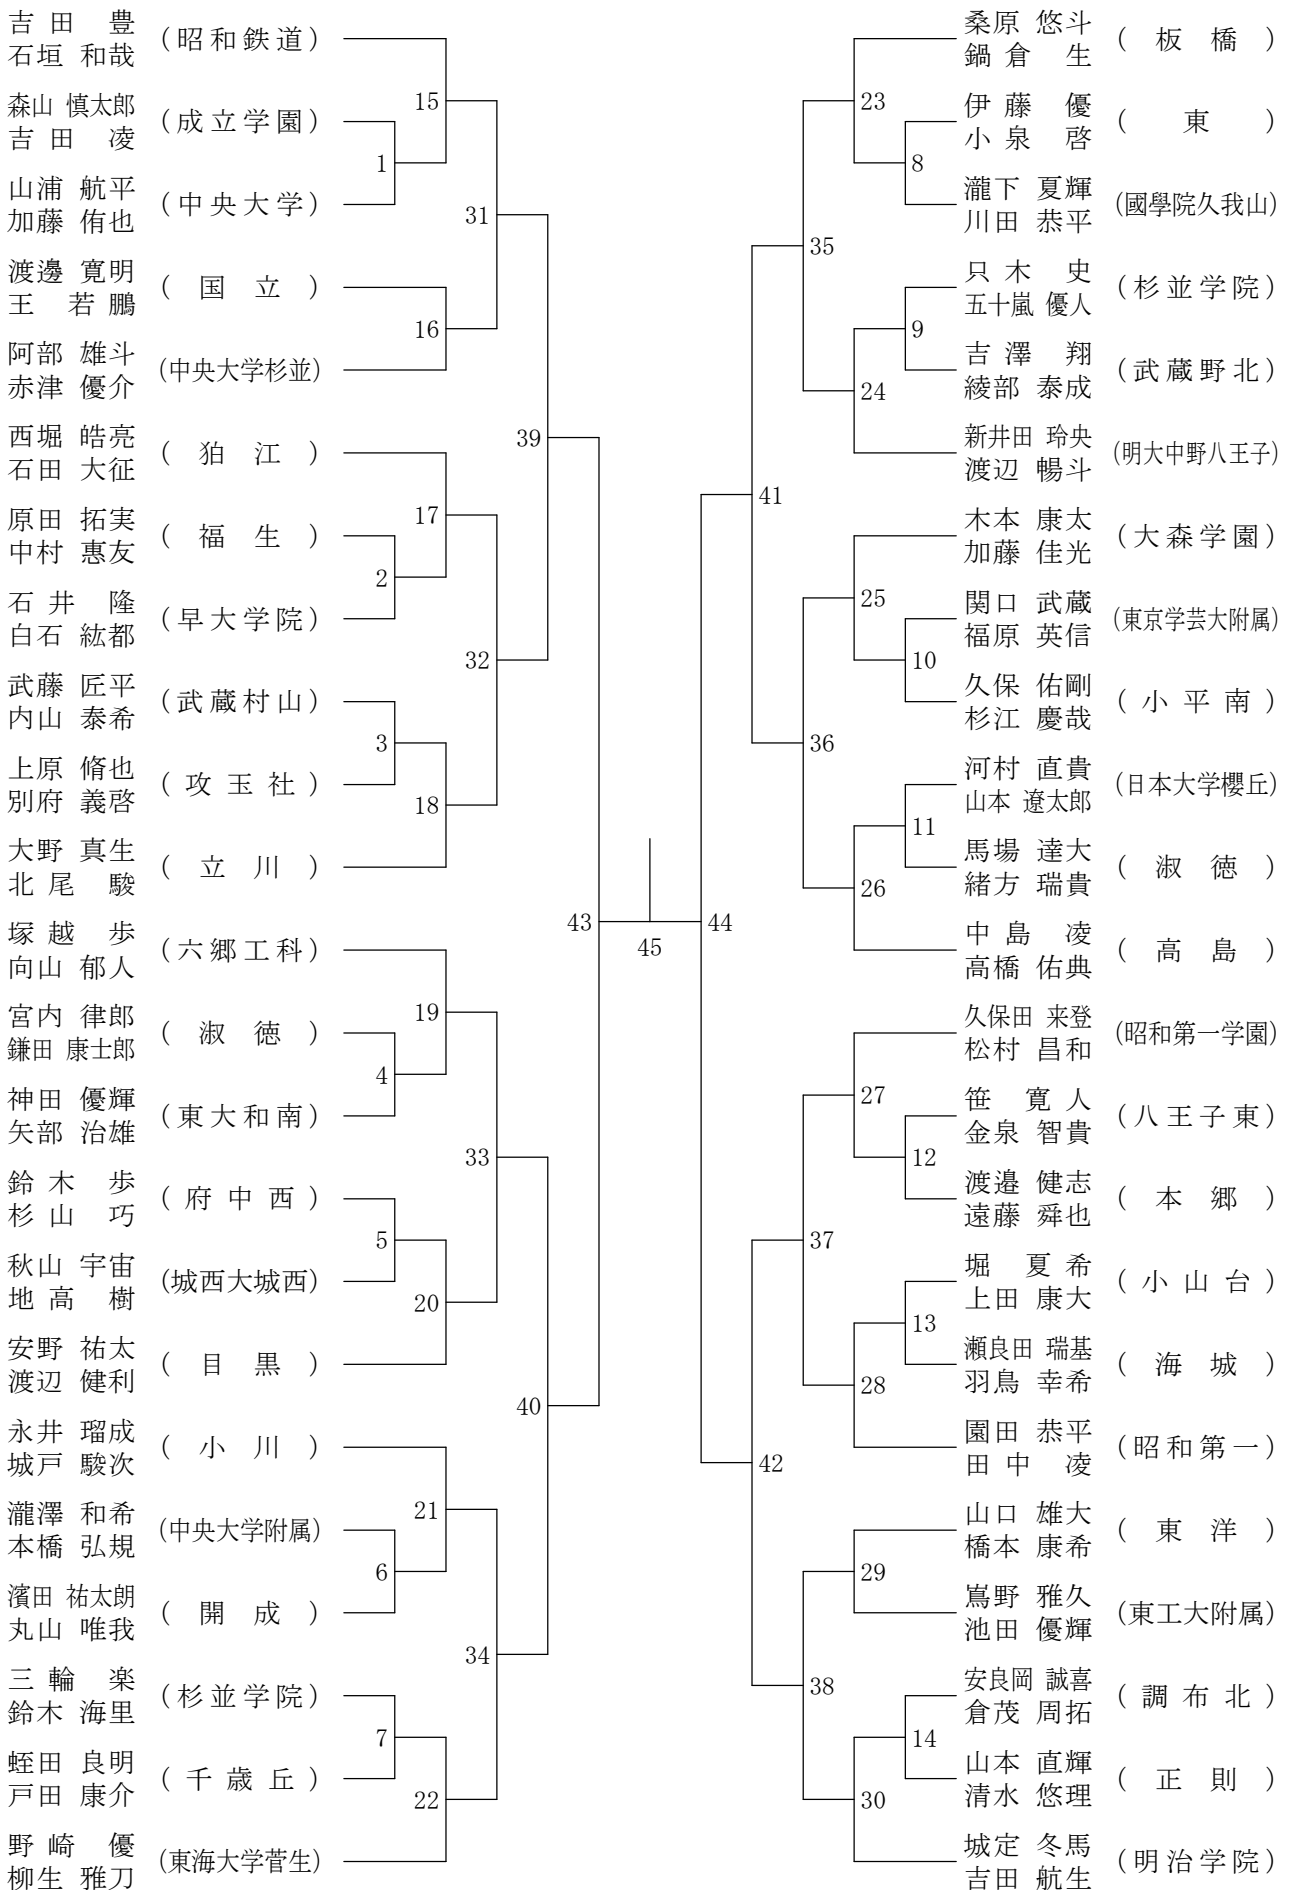 吉田 豊
石垣 和哉
(昭和鉄道)
森山 慎太郎
吉田 凌
(成立学園)
山浦 航平
加藤 侑也
(中央大学)
渡邊 寛明
王 若鵬
(国立)
阿部 雄斗
赤津 優介
(中央大学杉並)
西堀 皓亮
石田 大征
(狛江)
原田 拓実
中村 惠友
(福生)
石井 隆
白石 紘都
(早大学院)
武藤 匠平
内山 泰希
(武蔵村山)
上原 脩也
別府 義啓
(攻玉社)
大野 真生
北尾 駿
(立川)
塚越 歩
向山 郁人
(六郷工科)
宮内 律郎
鎌田 康士郎
(淑徳)
神田 優輝
矢部 治雄
(東大和南)
鈴木 歩
杉山 巧
(府中西)
秋山 宇宙
地高 樹
(城西大城西)
安野 祐太
渡辺 健利
(目黒)
永井 瑠成
城戸 駿次
(小川)
瀧澤 和希
本橋 弘規
(中央大学附属)
濱田 祐太朗
丸山 唯我
(開成)
三輪 楽
鈴木 海里
(杉並学院)
蛭田 良明
戸田 康介
(千歳丘)
野崎 優
柳生 雅刀
(東海大学菅生)
1
2
3
4
5
6
7
15
16
17
18
19
20
21
22
31
32
33
34
39
40
43
45
44
41
42
35
36
37
38
23
24
25
26
27
28
29
30
8
9
10
11
12
13
14
桑原 悠斗
鍋倉 生
(板橋)
伊藤 優
小泉 啓
(東)
瀧下 夏輝
川田 恭平
(國學院久我山)
只木 史
五十嵐 優人
(杉並学院)
吉澤 翔
綾部 泰成
(武蔵野北)
新井田 玲央
渡辺 暢斗
(明大中野八王子)
木本 康太
加藤 佳光
(大森学園)
関口 武蔵
福原 英信
(東京学芸大附属)
久保 佑剛
杉江 慶哉
(小平南)
河村 直貴
山本 遼太郎
(日本大学櫻丘)
馬場 達大
緒方 瑞貴
(淑徳)
中島 凌
高橋 佑典
(高島)
久保田 来登
松村 昌和
(昭和第一学園)
笹 寛人
金泉 智貴
(八王子東)
渡邉 健志
遠藤 舜也
(本郷)
堀 夏希
上田 康大
(小山台)
瀬良田 瑞基
羽鳥 幸希
(海城)
園田 恭平
田中 凌
(昭和第一)
山口 雄大
橋本 康希
(東洋)
嶌野 雅久
池田 優輝
(東工大附属)
安良岡 誠喜
倉茂 周拓
(調布北)
山本 直輝
清水 悠理
(正則)
城定 冬馬
吉田 航生
(明治学院)